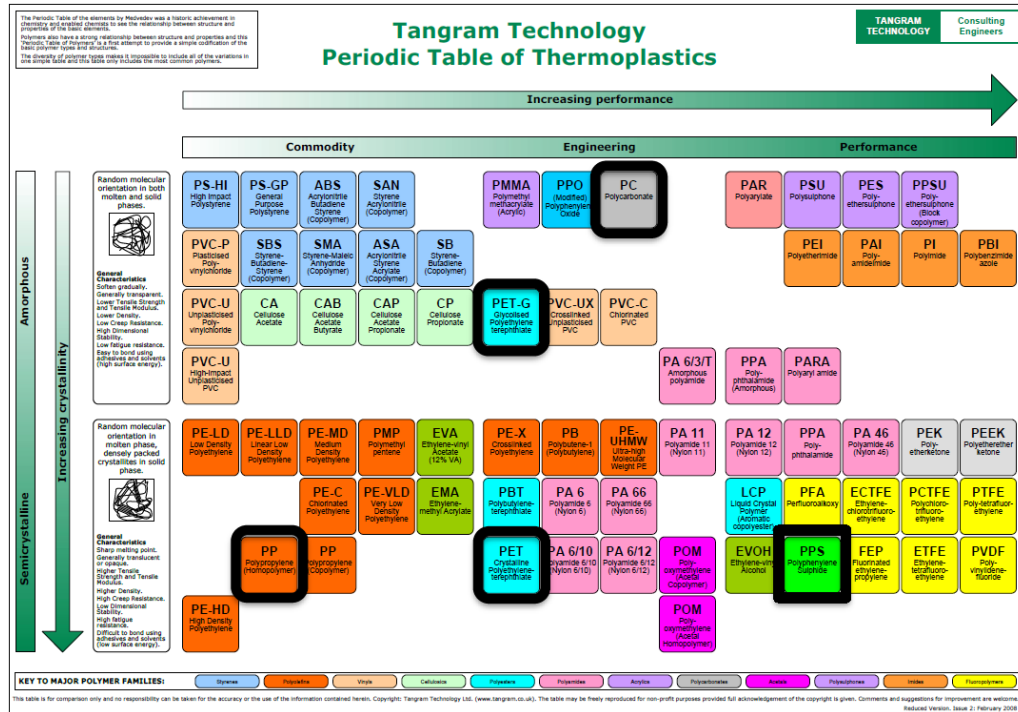 The Periodic Table of the elements by Medvedev was a historic achievement in
chemistry and enabled chemists to see the relationship between structure and
properties of the basic elements.
Polymers also have a strong relationship between structure and properties and this
'Periodic Table of Polymers' is a first attempt to provide a simple codification of the
basic polymer types and structures.
The diversity of polymer types makes it impossible to include all of the variations in
one simple table and this table only includes the most common polymers.
Tangram Technology
Periodic Table of Thermoplastics
TANGRAM
TECHNOLOGY
Consulting
Engineers
Increasing performance
Commodity
Engineering
Performance
Amorphous
Increasing crystallinity
Semicrystalline
Random molecular
orientation in both
molten and solid
phases.
General
Characteristics
Soften gradually.
Generally transparent.
Lower Tensile Strength
and Tensile Modulus.
Lower Density.
Low Creep Resistance.
High Dimensional
Stability.
Low fatigue resistance.
Easy to bond using
adhesives and solvents
(high surface energy).
PS-HI
High Impact
Polystyrene
PS-GP
General
Purpose
Polystyrene
ABS
Acrylonitrile
Butadiene
Styrene
(Copolymer)
SAN
Styrene
Acrylonitrile
(Copolymer)
PMMA
Polymethyl
methacrylate
(Acrylic)
PPO
(Modified)
Polyphenylene
Oxide
PC
Polycarbonate
PAR
Polyarylate
PSU
Polysulphone
PES
Poly-
ethersulphone
PPSU
Poly-
ethersulphone
(Block
copolymer)
PVC-P
Plasticised
Poly-
vinylchloride
SBS
Styrene-
Butadiene-
Styrene
(Copolymer)
SMA
Styrene-Maleic
Anhydride
(Copolymer)
ASA
Acrylonitrile
Styrene
Acrylate
(Copolymer)
SB
Styrene-
Butadiene
(Copolymer)
PEI
Polyetherimide
PAI
Poly-
amideimide
PI
Polyimide
PBI
Polybenzimide
azole
PVC-U
Unplasticised
Poly-
vinylchloride
CA
Cellulose
Acetate
CAB
Cellulose
Acetate
Butyrate
CAP
Cellulose
Acetate
Propionate
CP
Cellulose
Propionate
PET-G
Glycolised
Polyethylene
terephthlate
PVC-UX
Crosslinked
Unplasticised
PVC
PVC-C
Chlorinated
PVC
PVC-U
High-Impact
Unplasticised
PVC
PA 6/3/T
Amorphous
polyamide
PPA
Poly-
phthalamide
(Amorphous)
PARA
Polyaryl amide
Random molecular
orientation in
molten phase,
densely packed
crystallites in solid
phase.
General
Characteristics
Sharp melting point.
Generally translucent
or opaque.
Higher Tensile
Strength and Tensile
Modulus.
Higher Density.
High Creep Resistance.
Low Dimensional
Stability.
High fatigue
resistance.
Difficult to bond using
adhesives and solvents
(low surface energy).
PE-LD
Low Density
Polyethylene
PE-LLD
Linear Low
Density
Polyethylene
PE-MD
Medium
Density
Polyethylene
PMP
Polymethyl
pentene
EVA
Ethylene-vinyl
Acetate
(12% VA)
PE-X
Crosslinked
Polyethylene
PB
Polybutene-1
(Polybutylene)
PE-
UHMW
Ultra-high
Molecular
Weight PE
PA 11
Polyamide 11
(Nylon 11)
PA 12
Polyamide 12
(Nylon 12)
PPA
Poly-
phthalamide
PA 46
Polyamide 46
(Nylon 46)
PEK
Poly-
etherketone
PEEK
Polyetherether
ketone
PE-C
Chlorinated
Polyethylene
PE-VLD
Very Low
Density
Polyethylene
EMA
Ethylene-
methyl Acrylate
PBT
Polybutylene-
terephthlate
PA 6
Polyamide 6
(Nylon 6)
PA 66
Polyamide 66
(Nylon 66)
LCP
Liquid Crystal
Polymer
(Aromatic
copolyester)
PFA
Perfluoroalkoxy
ECTFE
Ethylene-
chlorotrifluoro-
ethylene
PCTFE
Polychloro-
trifluoro-
ethylene
PTFE
Poly-tetrafluor-
ethylene
PP
Polypropylene
(Homopolymer)
PP
Polypropylene
(Copolymer)
PET
Crystalline
Polyethylene-
terephthlate
PA 6/10
Polyamide 6/10
(Nylon 6/10)
PA 6/12
Polyamide 6/12
(Nylon 6/12)
POM
Poly-
oxymethylene
(Acetal
Copolymer)
EVOH
Ethylene-vinyl
Alcohol
PPS
Polyphenylene
Sulphide
FEP
Fluorinated
ethylene-
propylene
ETFE
Ethylene-
tetrafluoro-
ethylene
PVDF
Poly-
vinylidene-
fluoride
PE-HD
High Density
Polyethylene
POM
Poly-
oxymethylene
(Acetal
Homopolymer)
KEY TO MAJOR POLYMER FAMILIES:
Styrenes
Polyolefins
Vinyls
Cellulosics
Polyesters
Polyamides
Acrylics
Polycarbonates
Acetals
Polysulphones
Imides
Fluoropolymers
This table is for comparison only and no responsibility can be taken for the accuracy or the use of the information contained herein. Copyright: Tangram Technology Ltd. (www.tangram.co.uk). The table may be freely reproduced for non-profit purposes provided full acknowledgement of the copyright is given. Comments and suggestions for improvement are welcome.
Reduced Version. Issue 2: February 2008